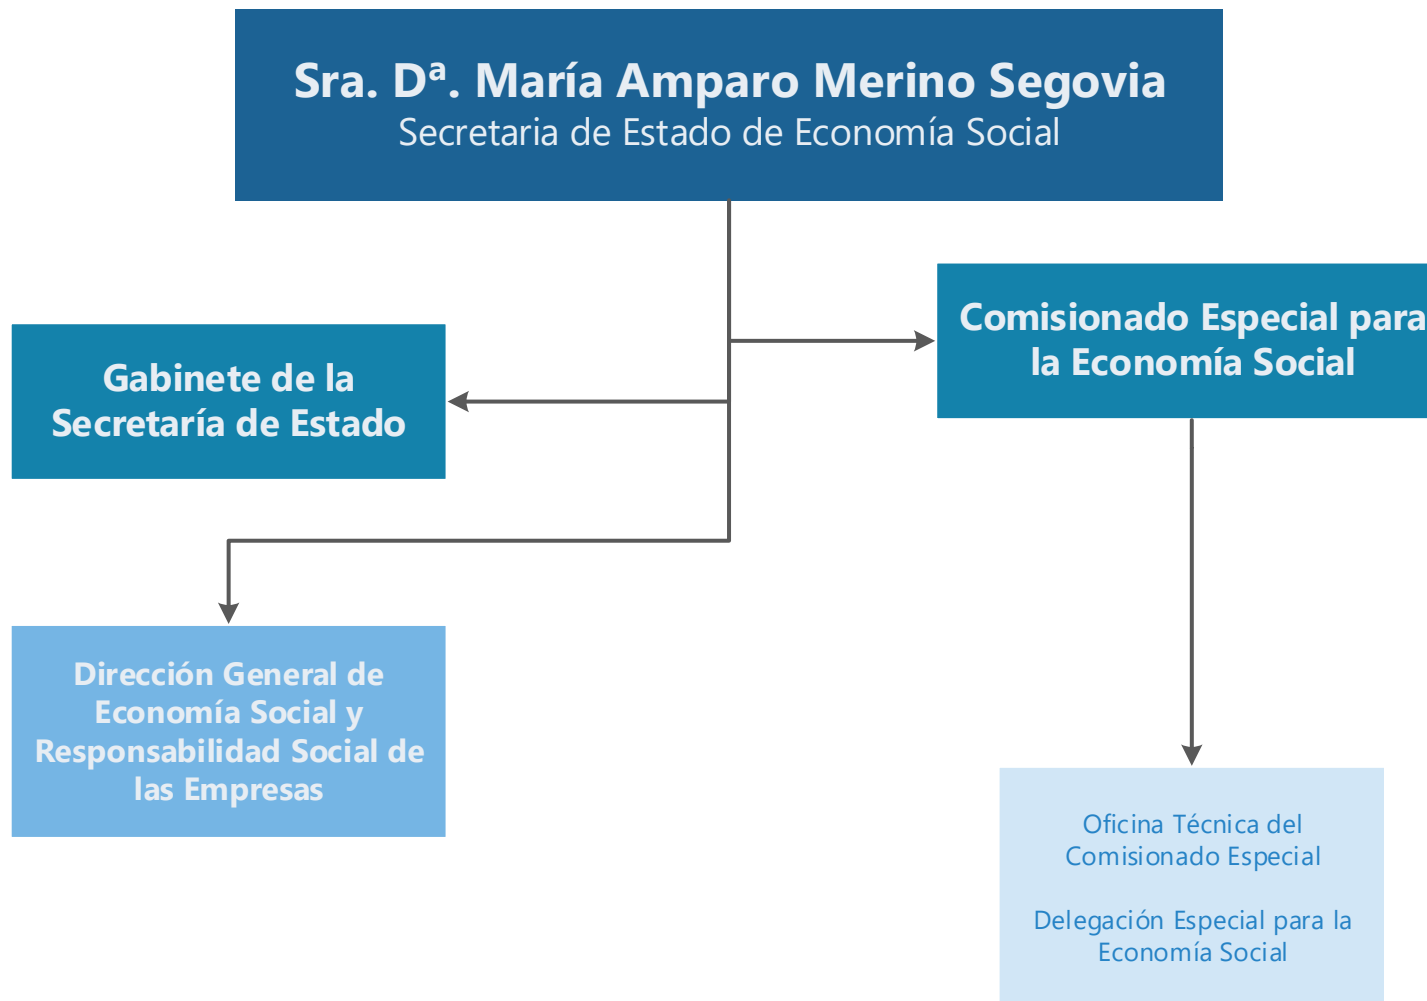 Sra. Dª. María Amparo Merino Segovia
Secretaria de Estado de Economía Social
Comisionado Especial para
la Economía Social
Gabinete de la
Secretaría de Estado
Dirección General de
Economía Social y
Responsabilidad Social de
las Empresas
Oficina Técnica del
Comisionado Especial
Delegación Especial para la
Economía Social